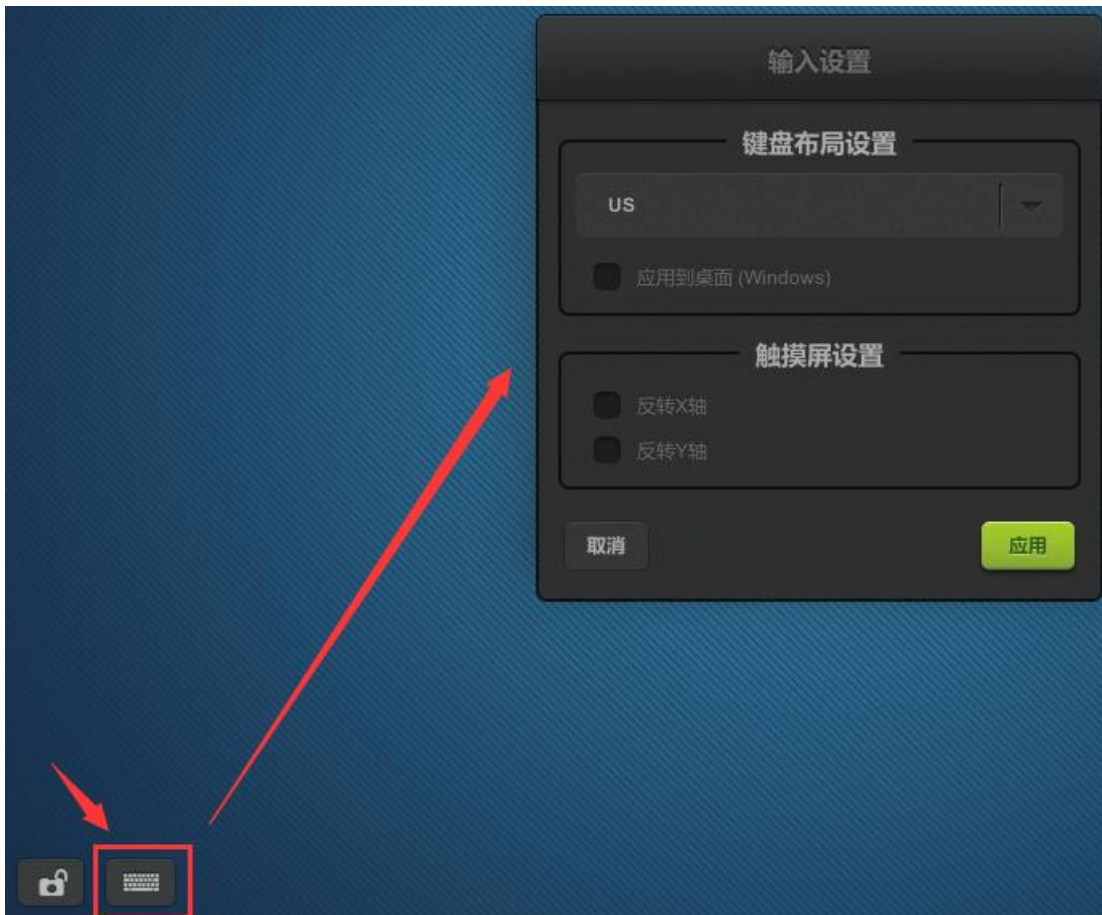 输入设置
键盘布局设置
US
应用到桌面 (Windows)
触摸屏设置
反转X轴
反转Y轴
取消
应用